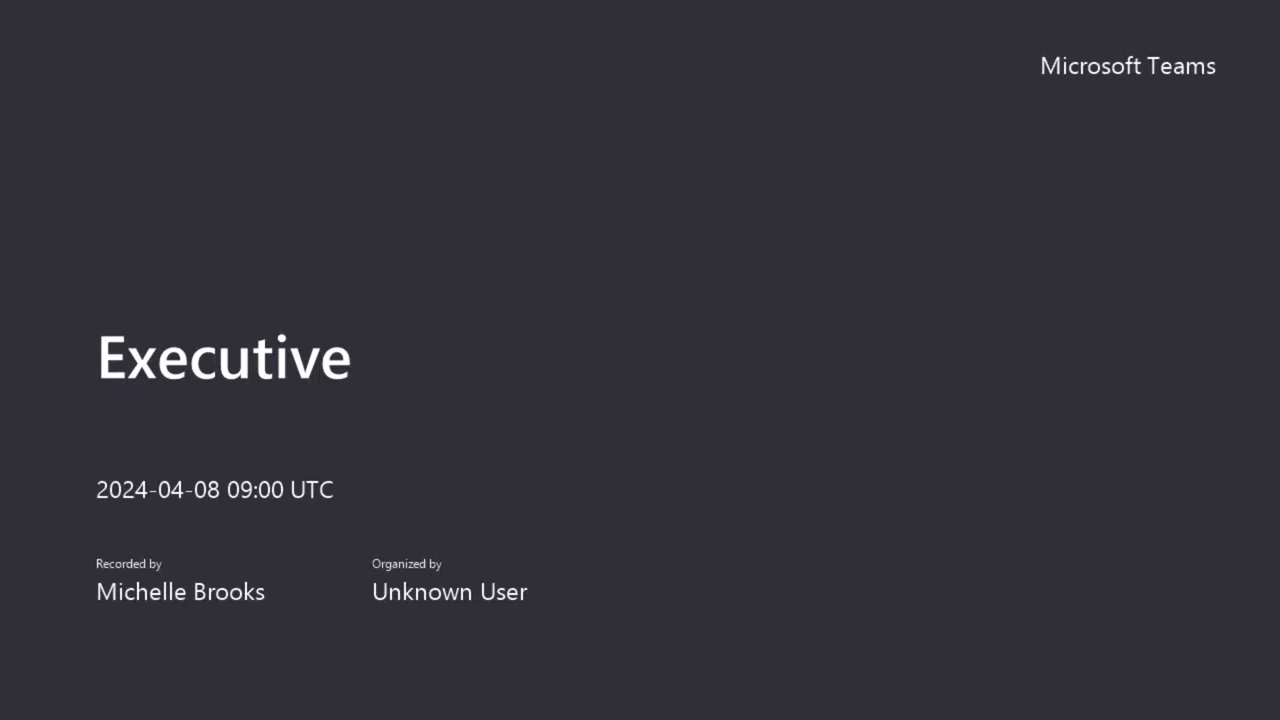 Microsoft Teams
Executive
2024-04-08 09:00 UTC
Recorded by
Michelle Brooks
Organized by
Unknown User